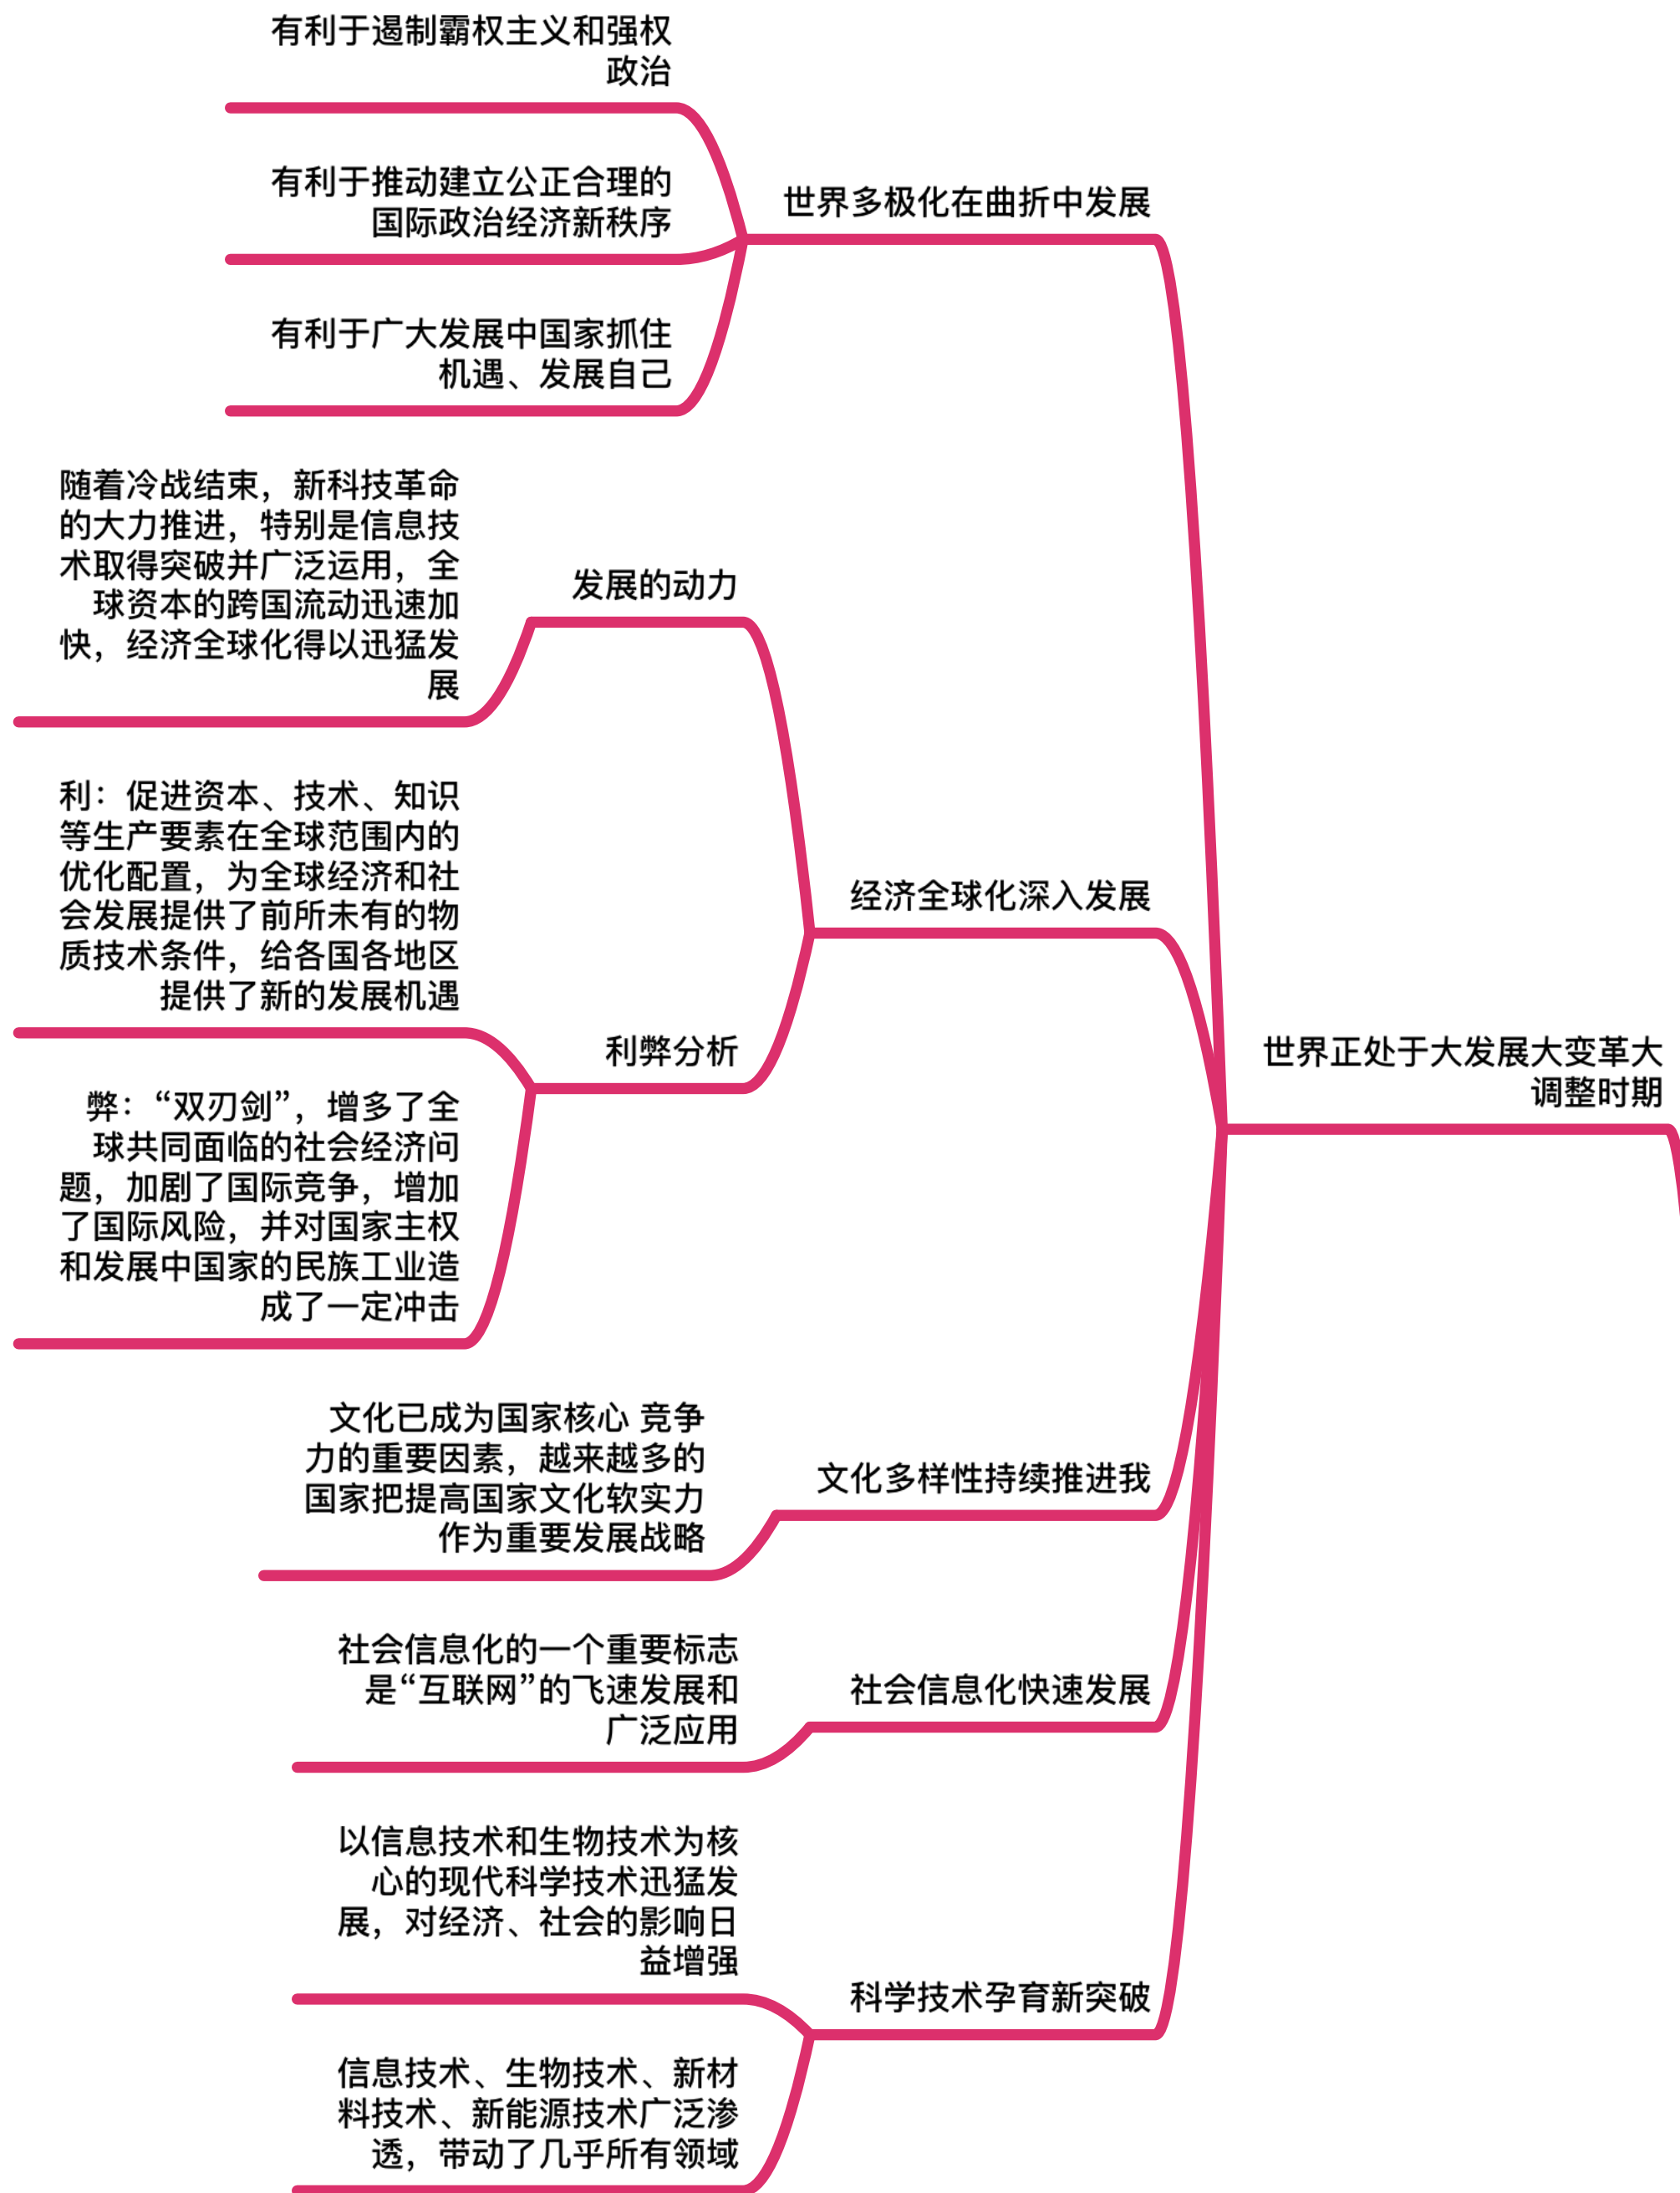 有利于遏制霸权主义和强权
政治
有利于推动建立公正合理的
国际政治经济新秩序
世界多极化在曲折中发展
有利于广大发展中国家抓住
机遇、发展自己
随着冷战结束，新科技革命
的大力推进，特别是信息技
术取得突破并广泛运用，全
球资本的跨国流动迅速加
快，经济全球化得以迅猛发
展
发展的动力
利：促进资本、技术、知识
等生产要素在全球范围内的
优化配置，为全球经济和社
会发展提供了前所未有的物
质技术条件，给各国各地区
提供了新的发展机遇
经济全球化深入发展
利弊分析
弊：“双刃剑”，增多了全
球共同面临的社会经济问
题，加剧了国际竞争，增加
了国际风险，并对国家主权
和发展中国家的民族工业造
成了一定冲击
世界正处于大发展大变革大
调整时期
文化已成为国家核心 竞争
力的重要因素，越来越多的
国家把提高国家文化软实力
作为重要发展战略
文化多样性持续推进我
社会信息化的一个重要标志
是“互联网”的飞速发展和
广泛应用
社会信息化快速发展
以信息技术和生物技术为核
心的现代科学技术迅猛发
展，对经济、社会的影响日
益增强
科学技术孕育新突破
信息技术、生物技术、新材
料技术、新能源技术广泛渗
透，带动了几乎所有领域